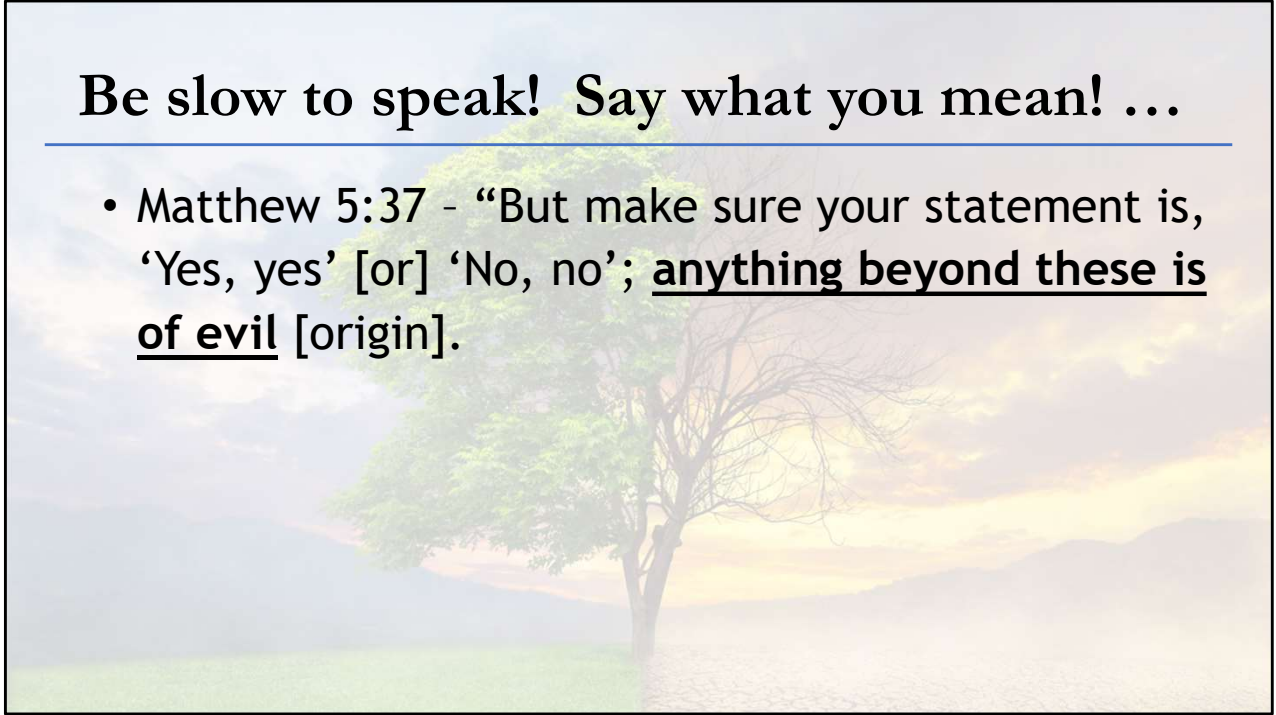 Be slow to speak!  Say what you mean! …
• Matthew 5:37 – “But make sure your statement is,
‘Yes, yes’ [or] ‘No, no’; anything beyond these is
of evil [origin].